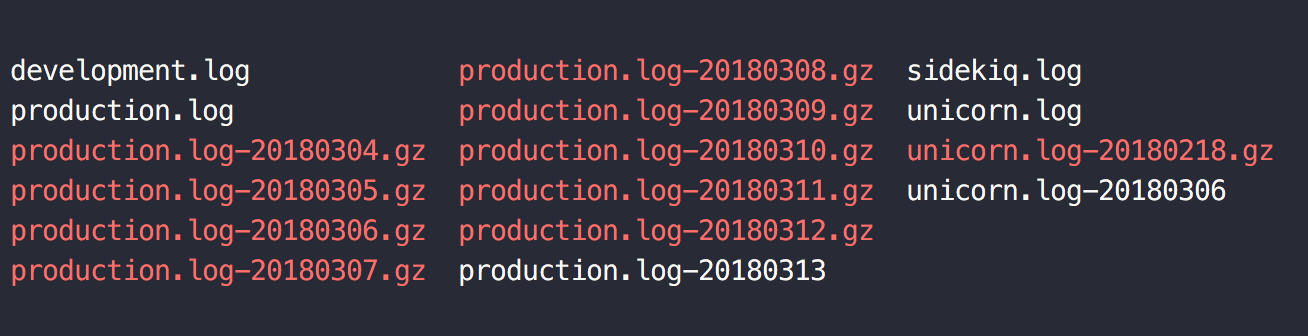 development.log production.log-20180308.gz sidekiq.log
production.log production.log-20180309.gz unicorn.log
production.log-20180304.gz production.log-20180310.gz unicorn.log-20180218.gz
production.log-20180305.gz production.log-20180311.gz unicorn.log-20180306
production.log-20180306.gz production.log-20180312.gz
production.log-20180307.gz production.log-20180313